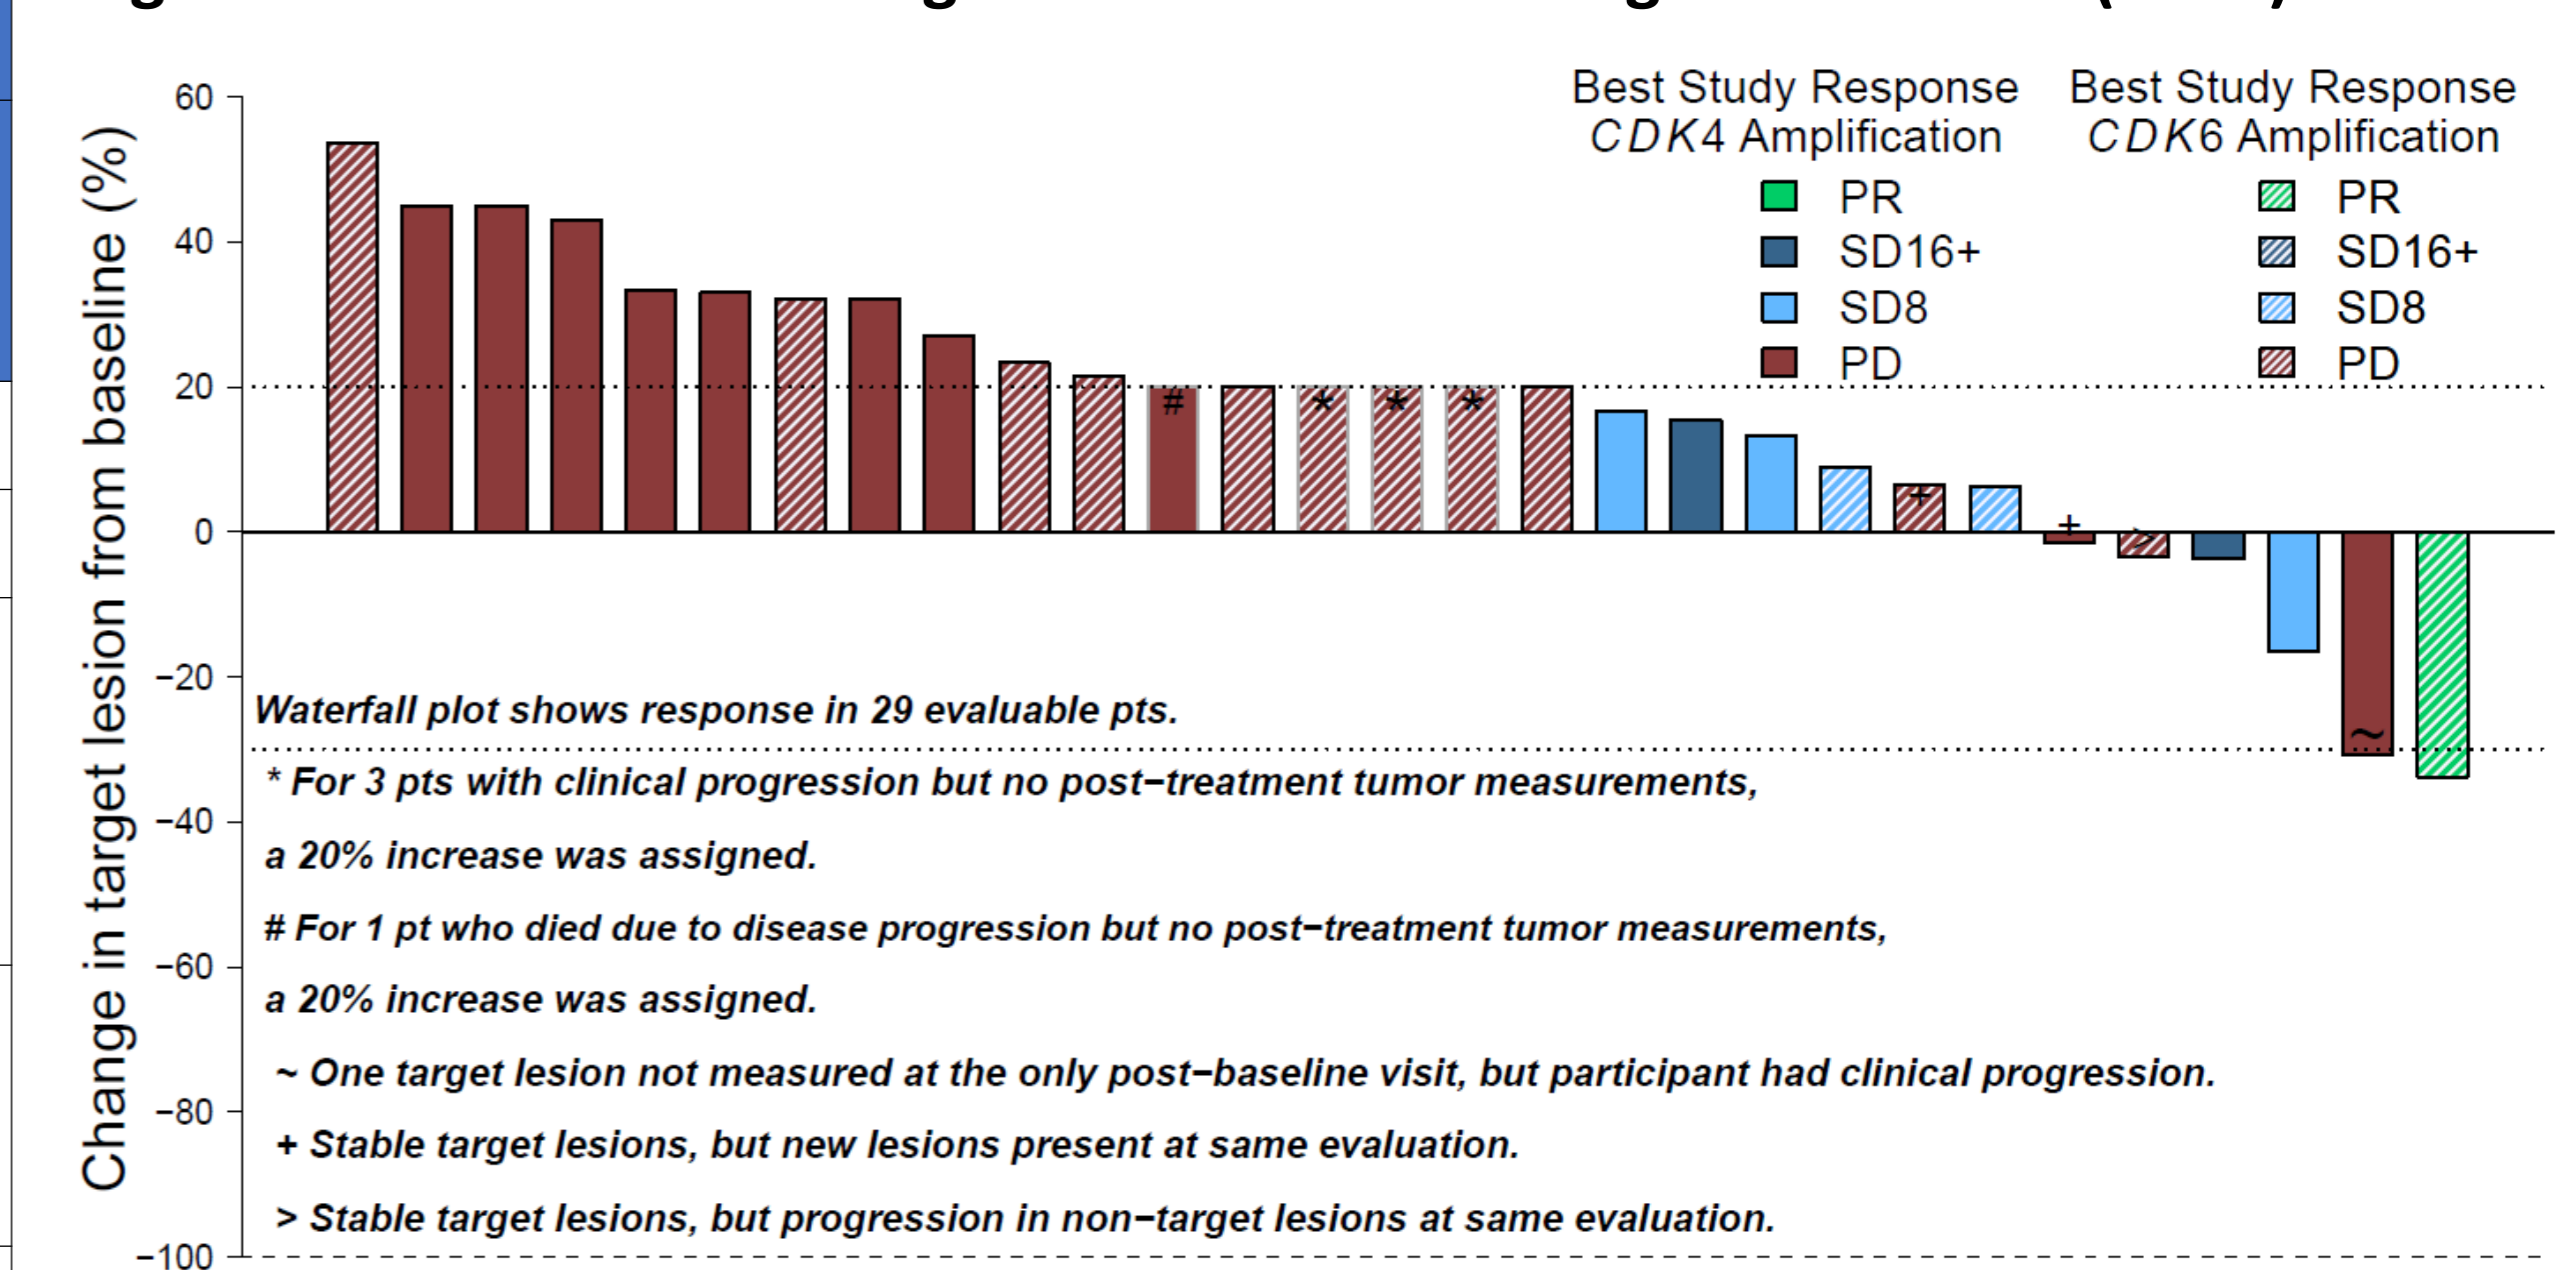 Best Study Response
CDK4 Amplification
PR
SD16+
SD8
PD
Best Study Response
CDK6 Amplification
PR
SD16+
SD8
PD
Change in target lesion from baseline (%)
60
40
20
0
−20
−40
−60
−80
−100
#
*
*
*
+
+
>
~
Waterfall plot shows response in 29 evaluable pts.
* For 3 pts with clinical progression but no post−treatment tumor measurements,
a 20% increase was assigned.
# For 1 pt who died due to disease progression but no post−treatment tumor measurements,
a 20% increase was assigned.
~ One target lesion not measured at the only post−baseline visit, but participant had clinical progression.
+ Stable target lesions, but new lesions present at same evaluation.
> Stable target lesions, but progression in non−target lesions at same evaluation.